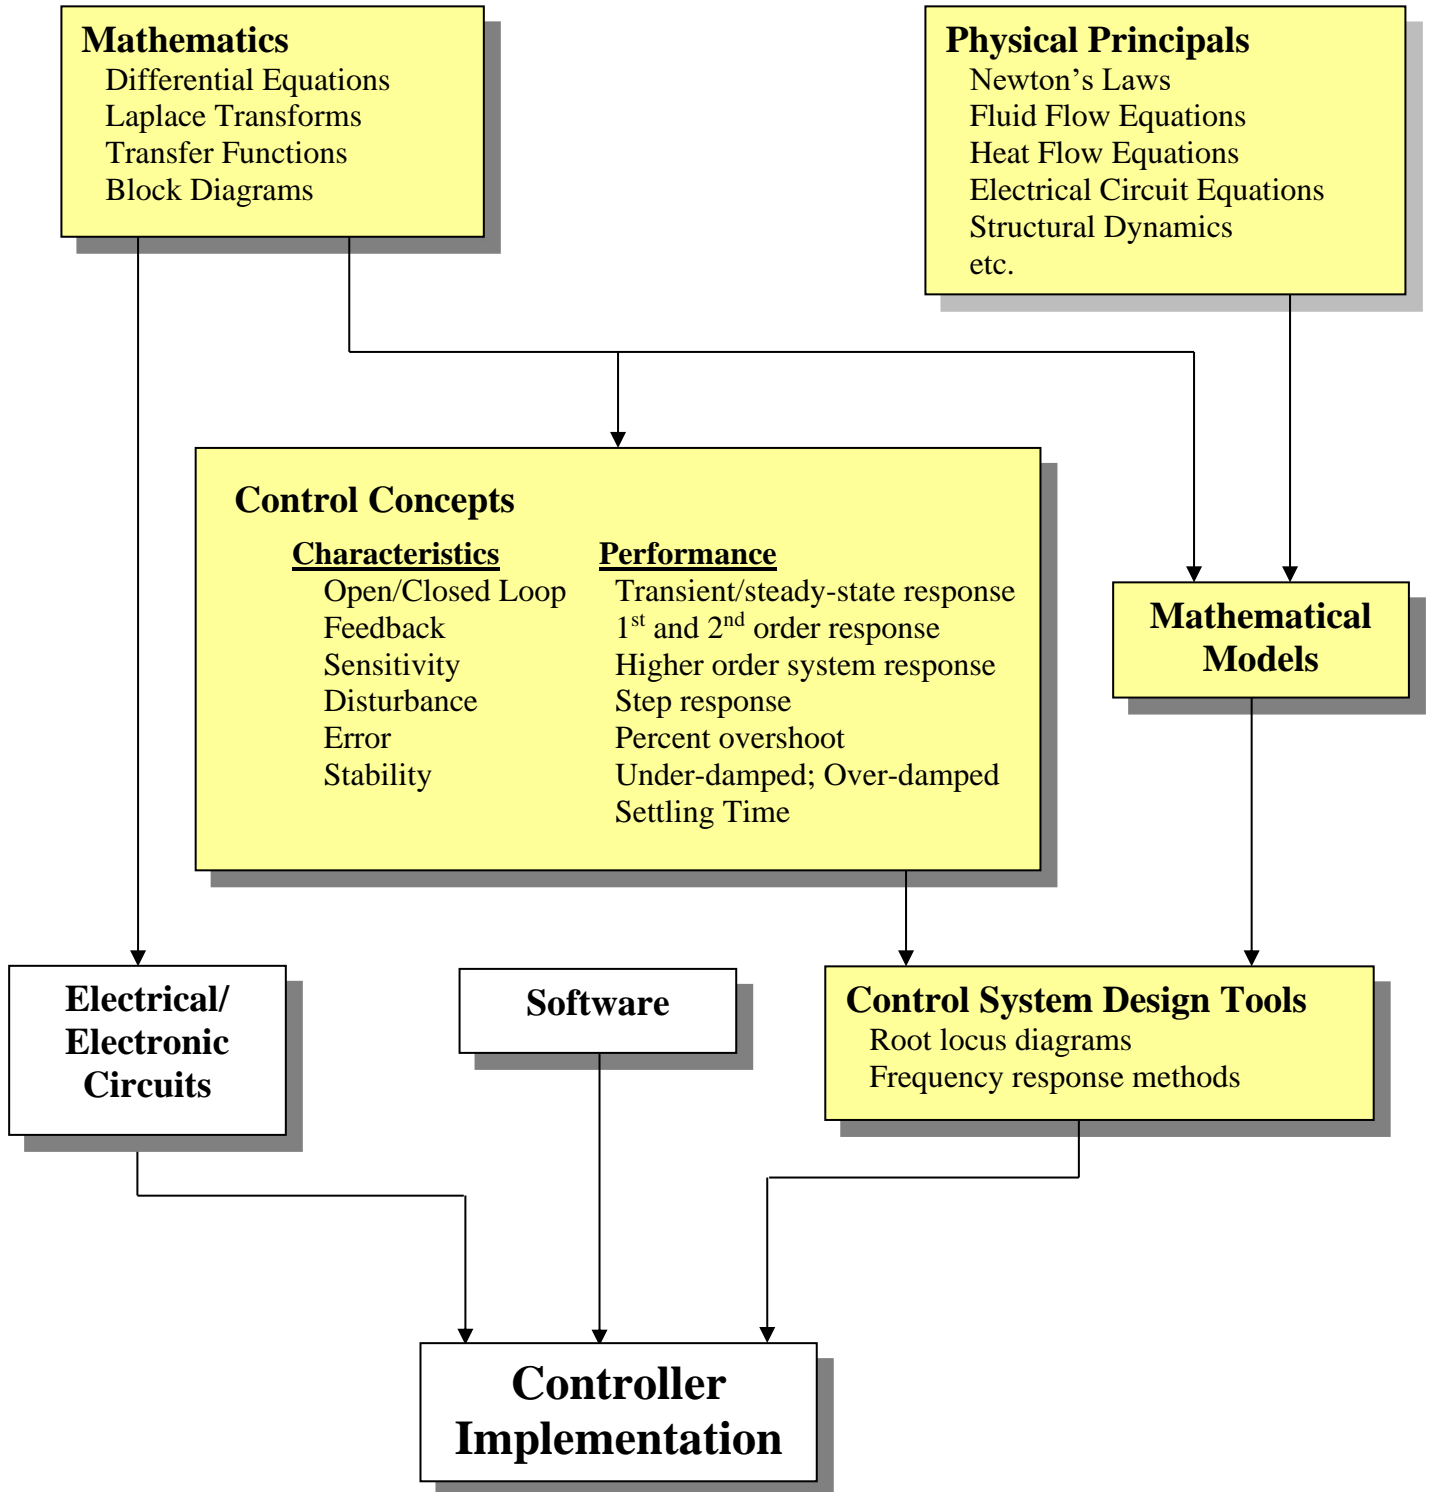 Mathematics
Differential Equations
Laplace Transforms
Transfer Functions
Block Diagrams
Physical Principals
Newton’s Laws
Fluid Flow Equations
Heat Flow Equations
Electrical Circuit Equations
Structural Dynamics
etc.
Control Concepts
Characteristics
Open/Closed Loop
Feedback
Sensitivity
Disturbance
Error
Stability
Performance
Transient/steady-state response
1st and 2nd order response
Higher order system response
Step response
Percent overshoot
Under-damped; Over-damped
Settling Time
Mathematical
Models
Electrical/
Electronic
Circuits
Software
Control System Design Tools
Root locus diagrams
Frequency response methods
Controller
Implementation